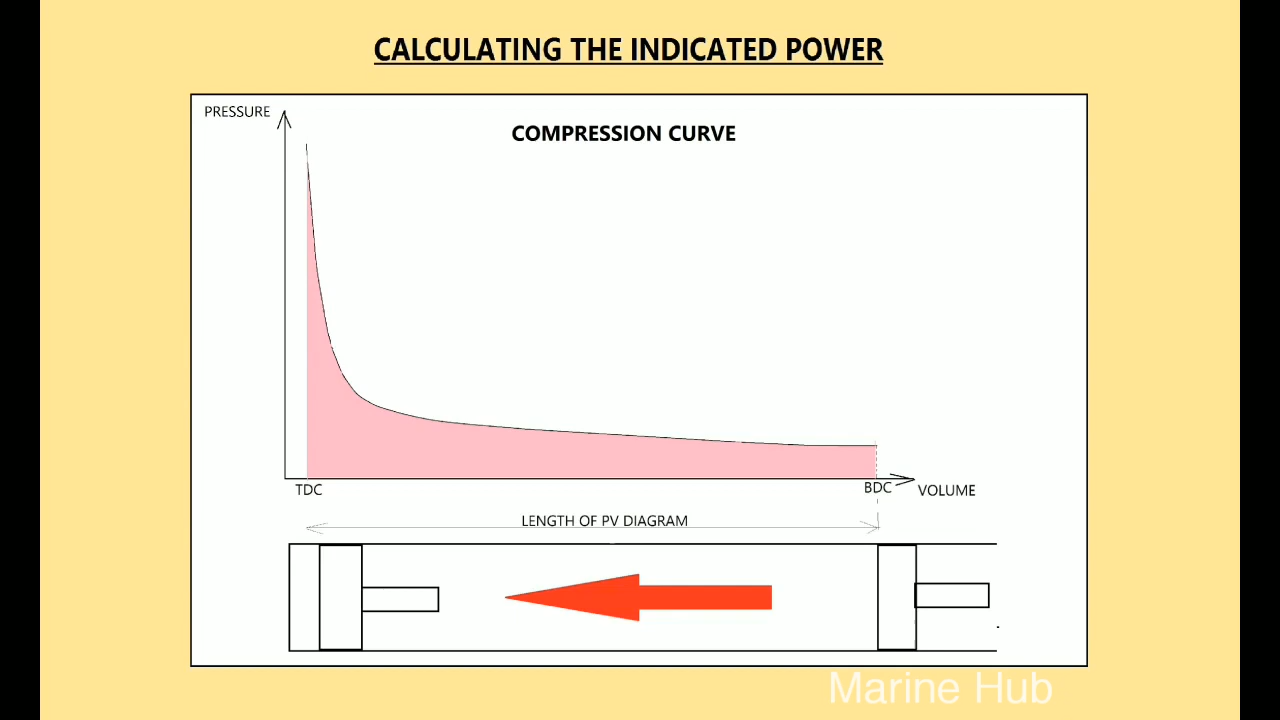 CALCULATING THE INDICATED POWER
PRESSURE
COMPRESSION CURVE
TDC
BDC
VOLUME
LENGTH OF PV DIAGRAM
Marine Hub